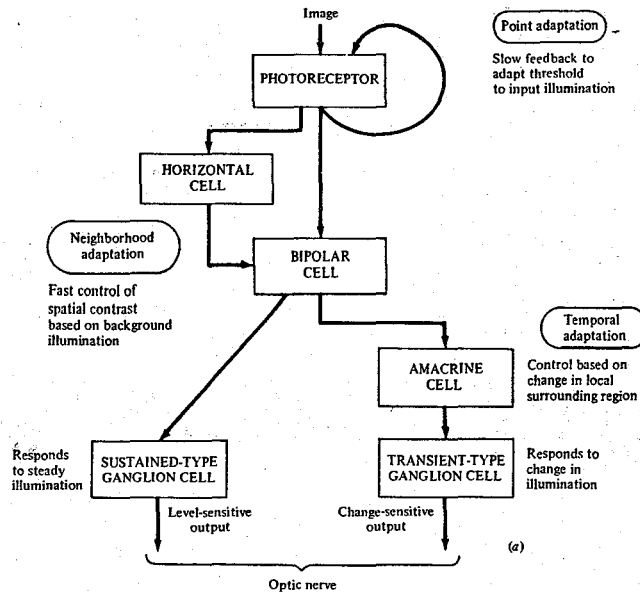 Image
Point adaptation
PHOTORECEPTOR
Slow feedback to
adapt threshold
to input illumination
HORIZONTAL
CELL
Neighborhood
adaptation
BIPOLAR
CELL
Fast control of
spatial contrast
based on background
illumination
Temporal
adaptation
AMACRINE
CELL
Control based on
change in local
surrounding region
Responds
to steady
illumination
SUSTAINED-TYPE
GANGLION CELL
TRANSIENT-TYPE
GANGLION CELL
Responds to
change in
illumination
Level-sensitive
output
Change-sensitive
output
(a)
Optic nerve